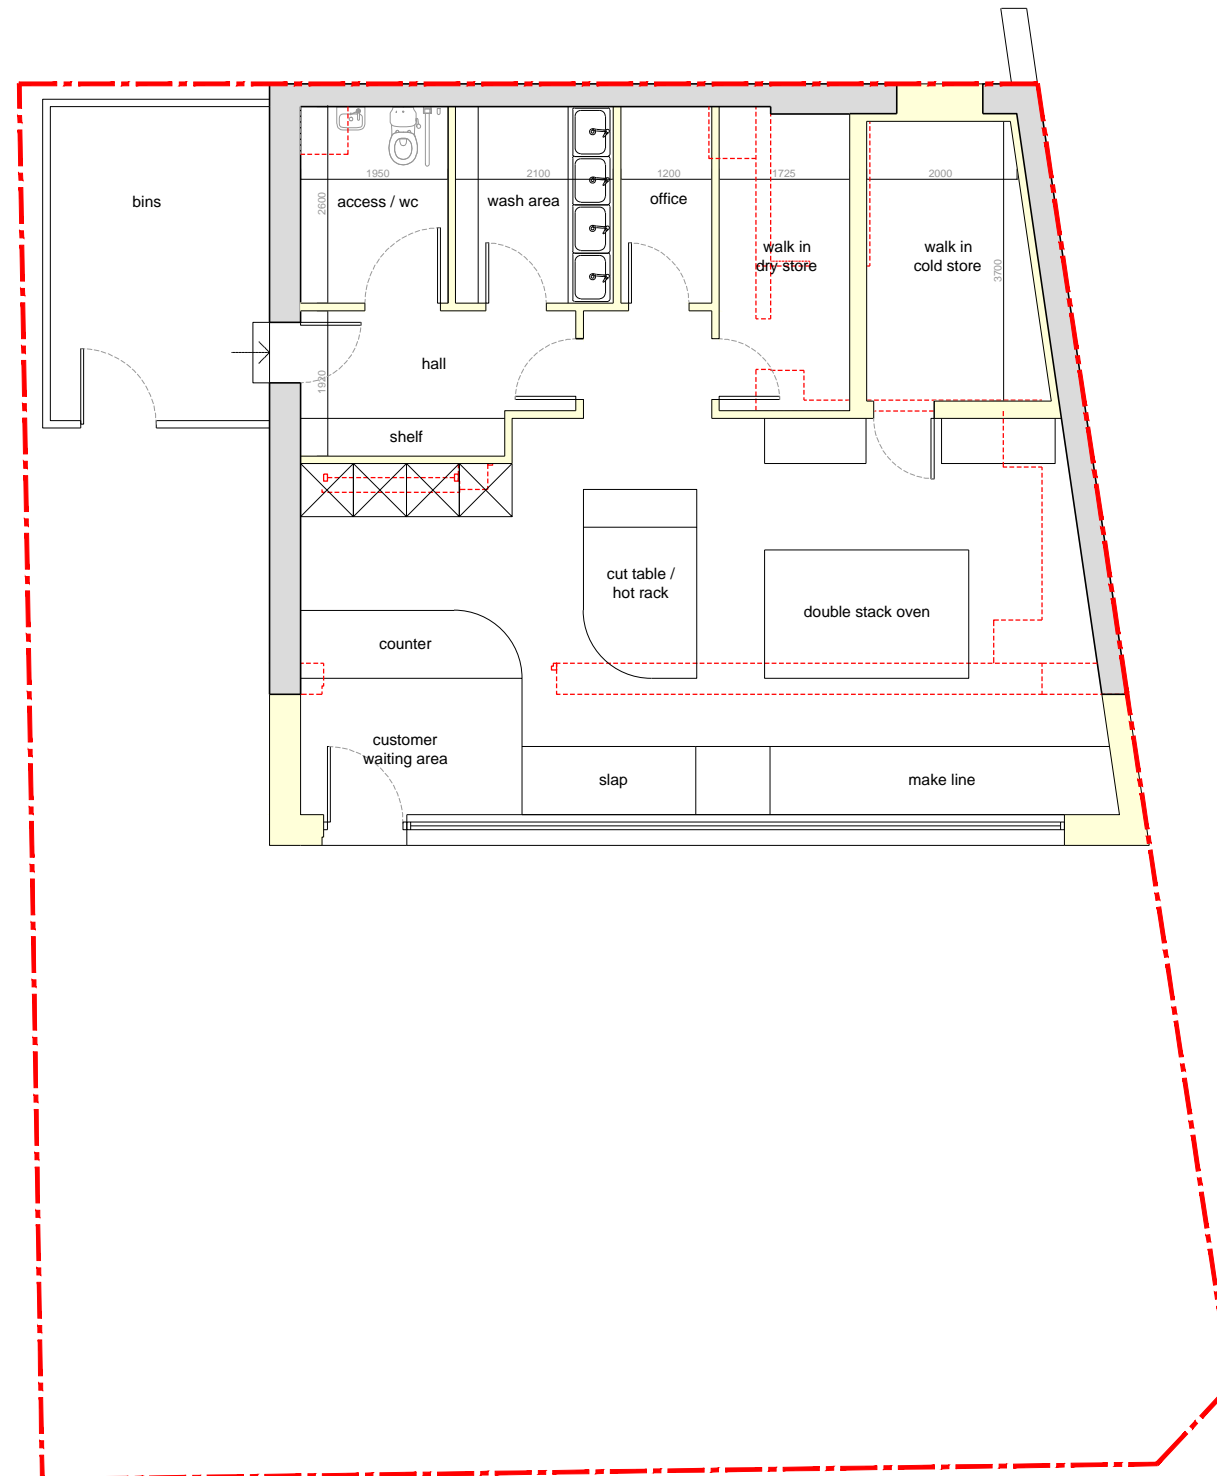 1950
2100
1200
1725
2000
bins
2600
access / wc
wash area
office
walk in
dry store
walk in
cold store
3700
hall
1920
shelf
cut table /
hot rack
double stack oven
counter
customer
waiting area
slap
make line